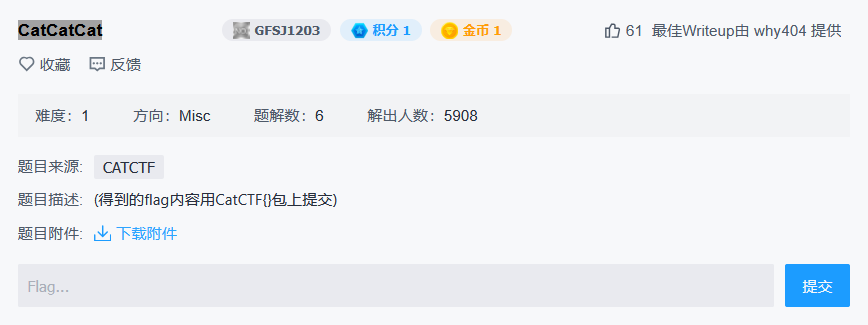 CatCatCat GFSJ1203 积分 1 金币 1 61 最佳Writeup由 why404 提供
收藏 反馈
难度：1 方向：Misc 题解数：6 解出人数：5908
题目来源: CATCTF
题目描述: (得到的flag内容用CatCTF{}包上提交)
题目附件: 下载附件
Flag... 提交